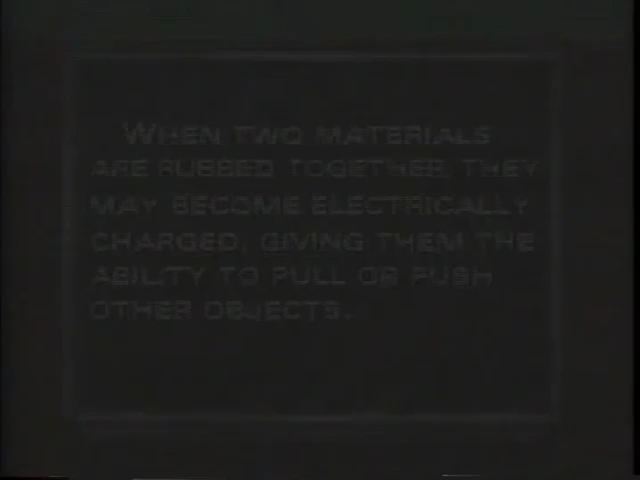 WHEN TWO MATERIALS
ARE RUBBED TOGETHER, THEY
MAY BECOME ELECTRICALLY
CHARGED, GIVING THEM THE
ABILITY TO PULL OR PUSH
OTHER OBJECTS.